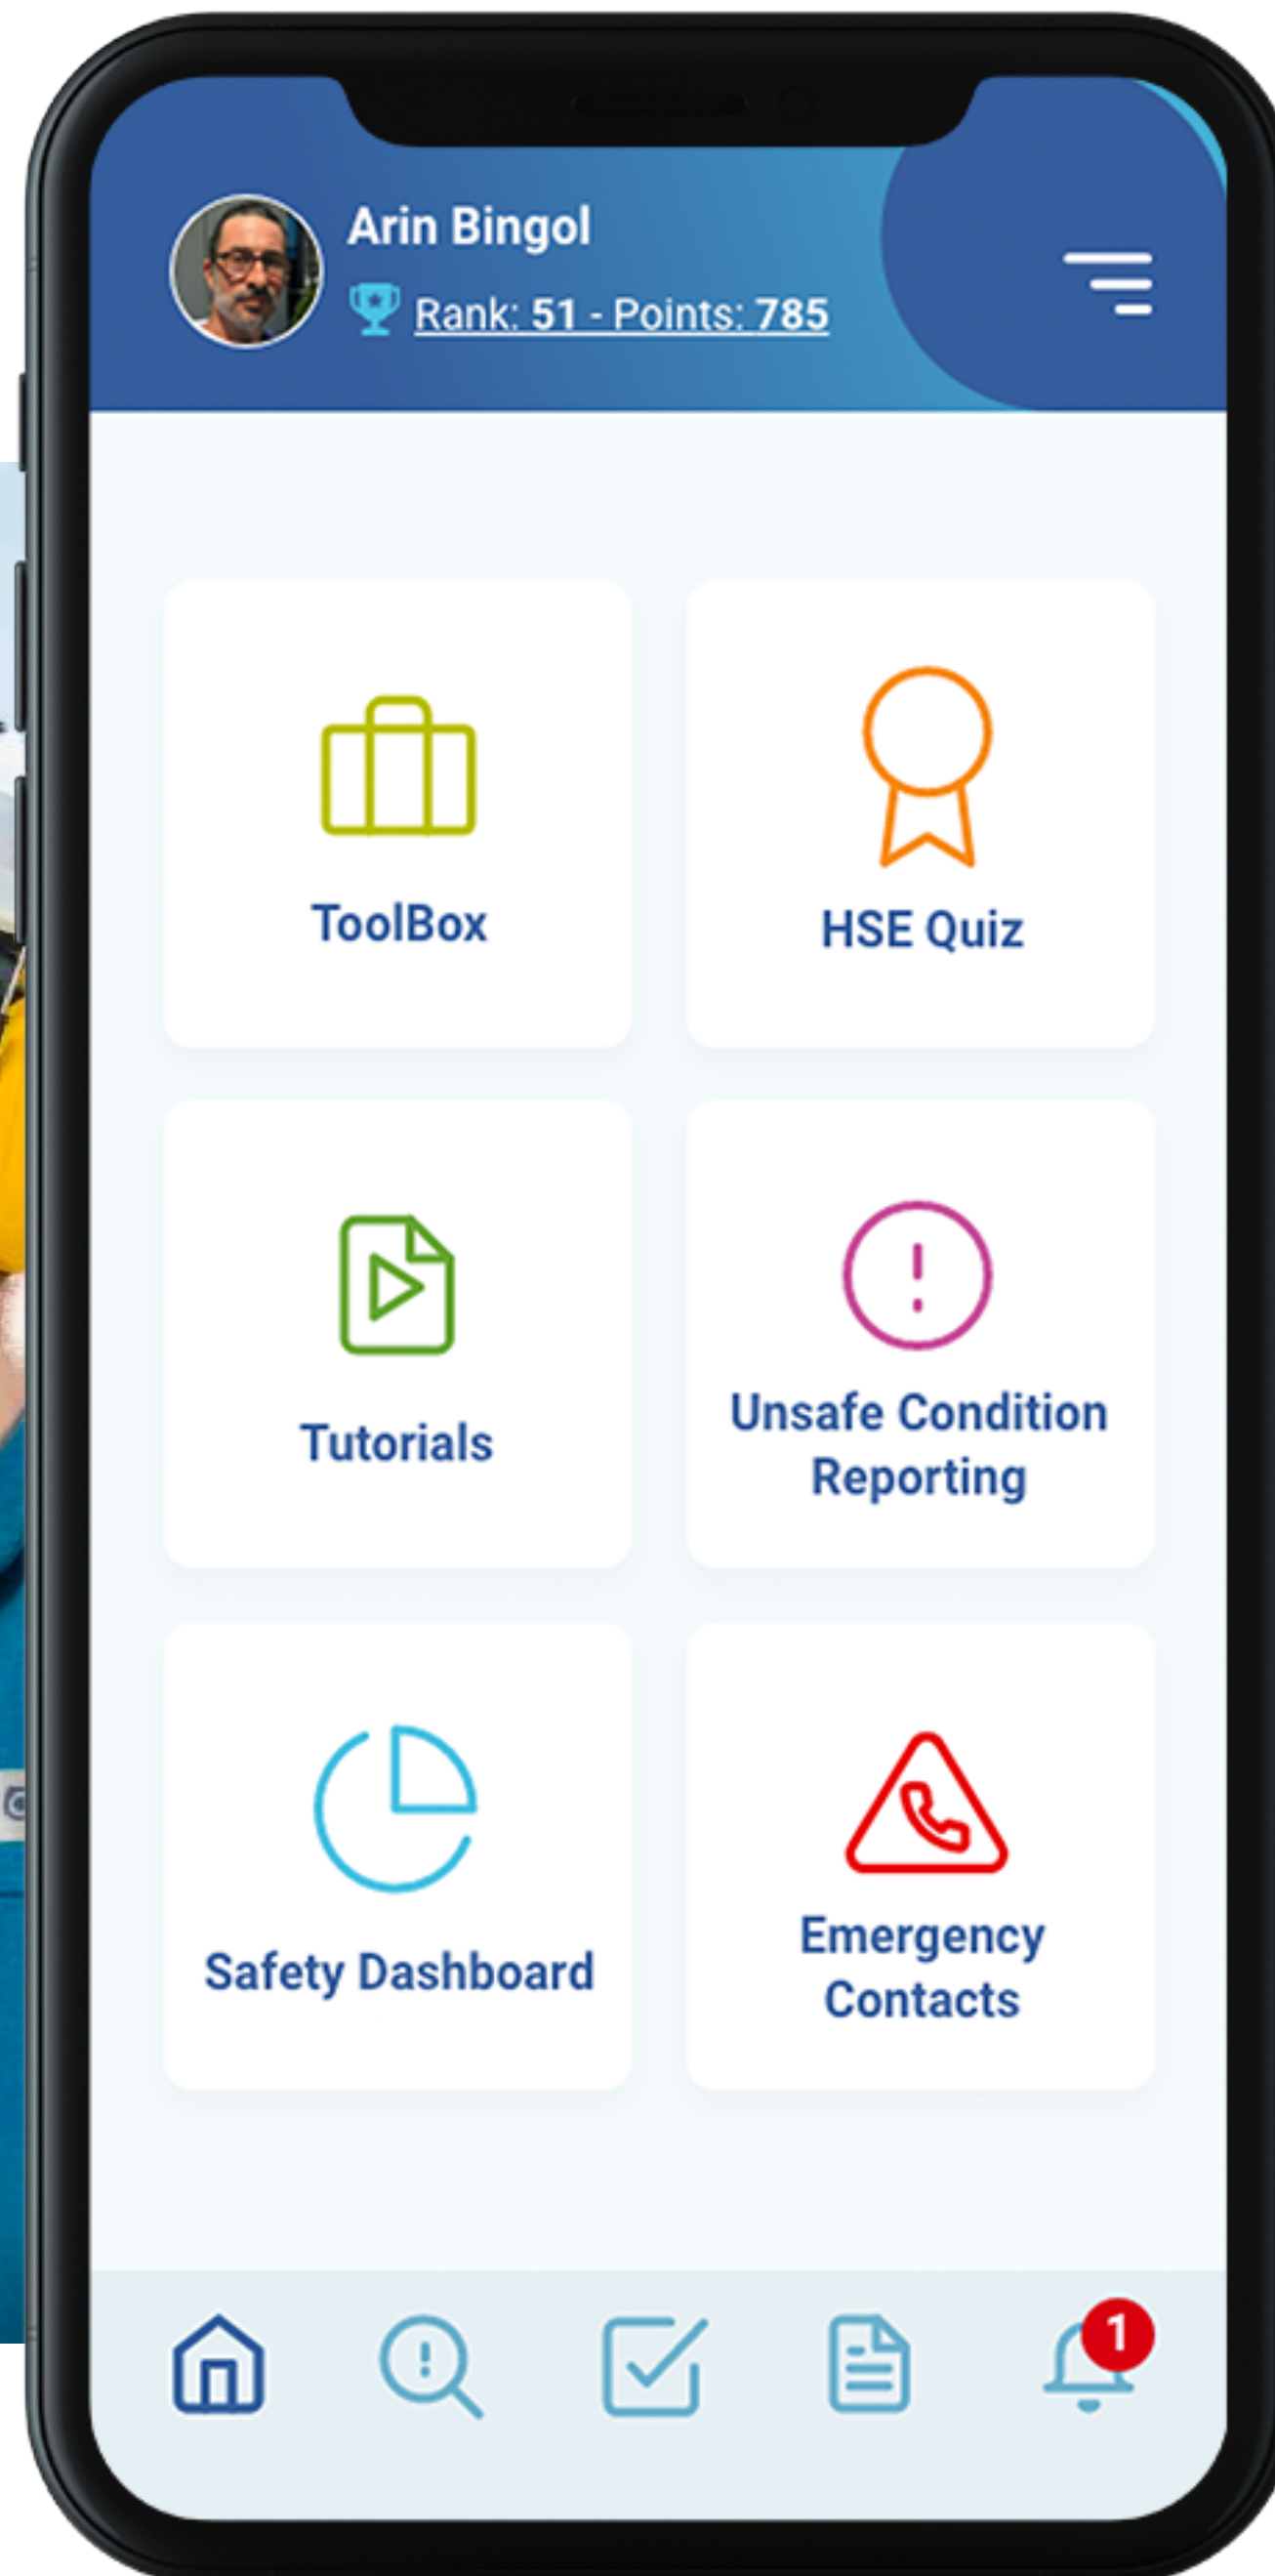 Arin Bingol
Rank: 51 - Points: 785
ToolBox
HSE Quiz
Tutorials
Unsafe Condition
Reporting
Safety Dashboard
Emergency
Contacts
1